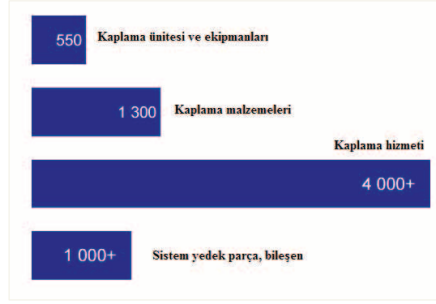 550 Kaplama ünitesi ve ekipmanları
1 300 Kaplama malzemeleri
Kaplama hizmeti
4 000+
1 000+ Sistem yedek parça, bileşen